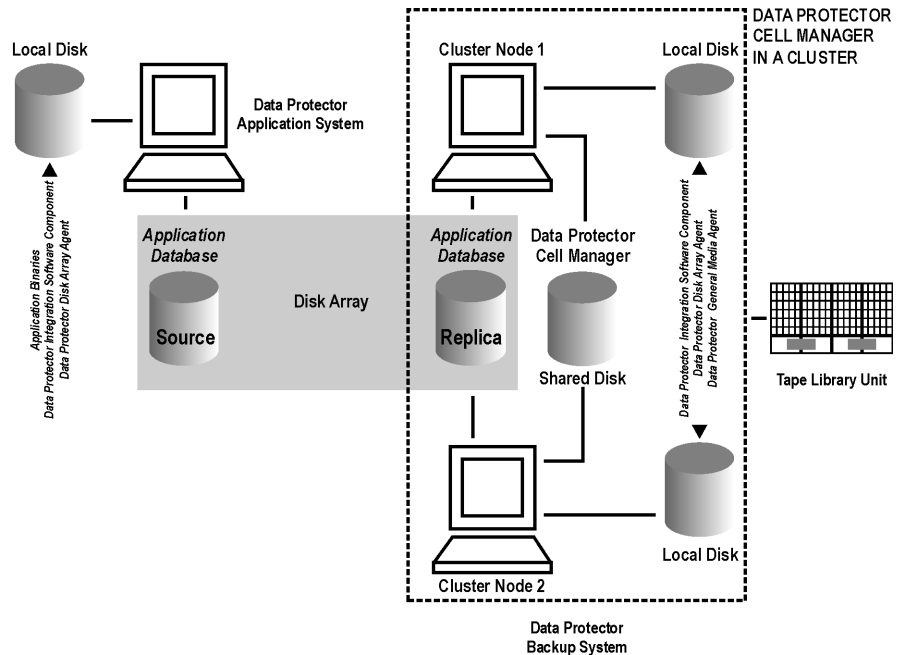 DATA PROTECTOR
CELL MANAGER
IN A CLUSTER
Local Disk
Cluster Node 1
Local Disk
Data Protector
Application System
Application Binaries
Data Protector Integration Software Component
Data Protector Disk Array Agent
Application
Database
Source
Disk Array
Application
Database
Replica
Data Protector
Cell Manager
Shared Disk
Data Protector Integration Software Component
Data Protector Disk Array Agent
Data Protector General Media Agent
Tape Library Unit
Cluster Node 2
Local Disk
Data Protector
Backup System